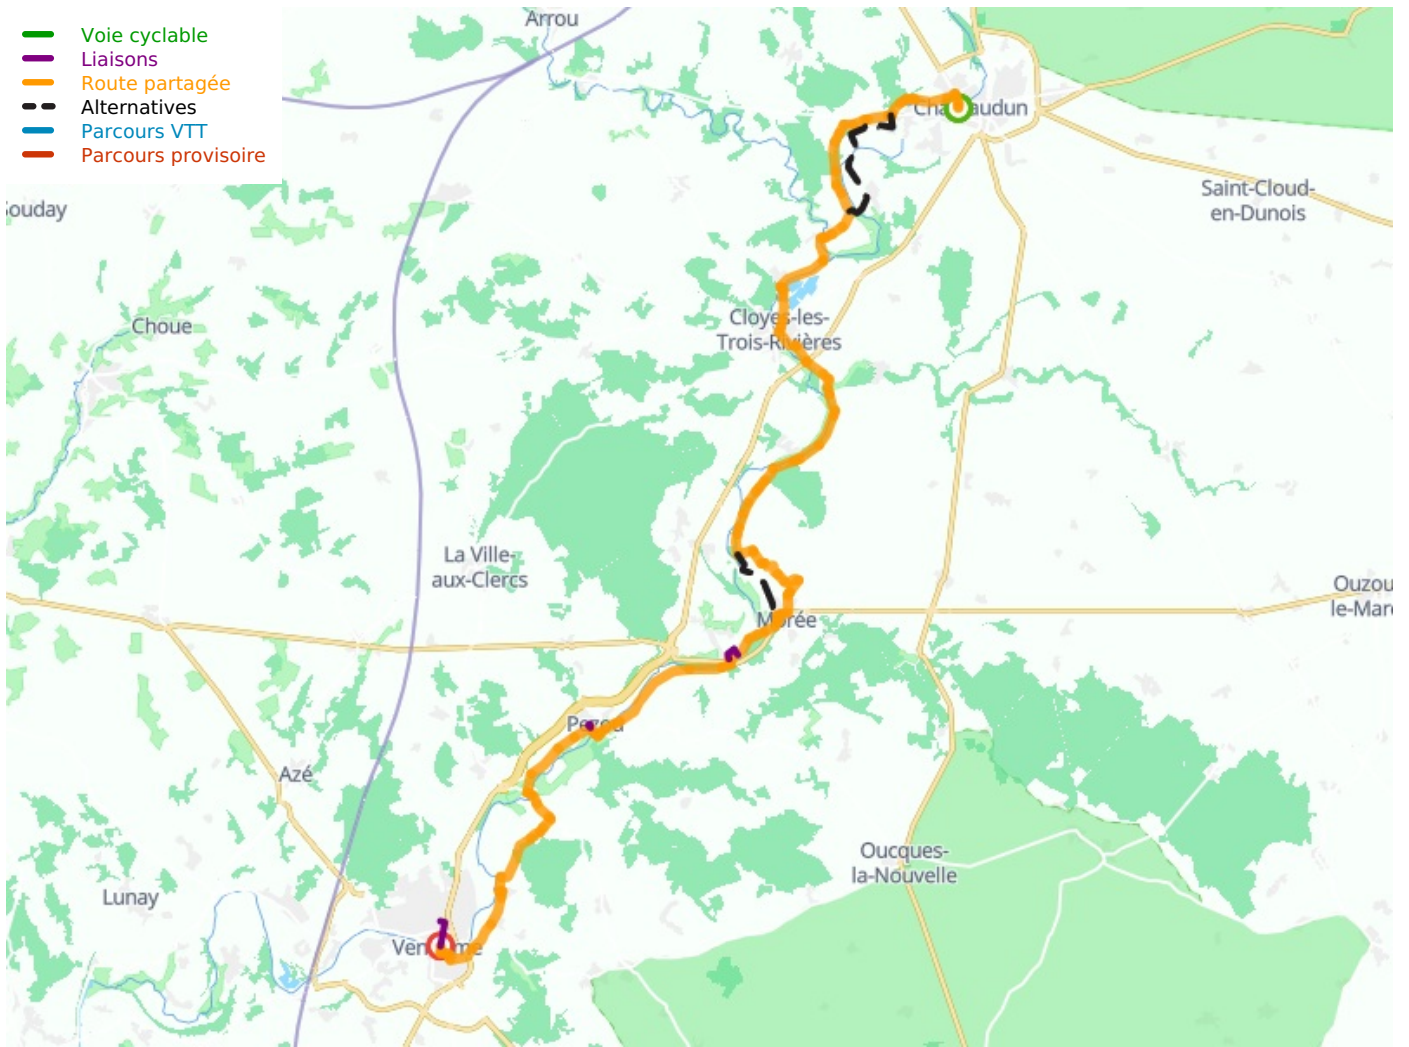 Voie cyclable
Liaisons
Route partagée
Alternatives
Parcours VTT
Parcours provisoire
Arrou
Saint-Cloud-
en-Dunois
Choue
Cloyes-les-
Trois-Rivières
La Ville-
aux-Clercs
Morée
Azé
Oucques-
la-Nouvelle
Lunay